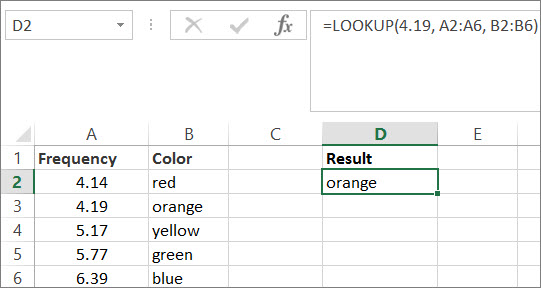 D2 fx =LOOKUP(4.19, A2:A6, B2:B6)
A B C D E
1 Frequency Color Result
2 4.14 red orange
3 4.19 orange
4 5.17 yellow
5 5.77 green
6 6.39 blue